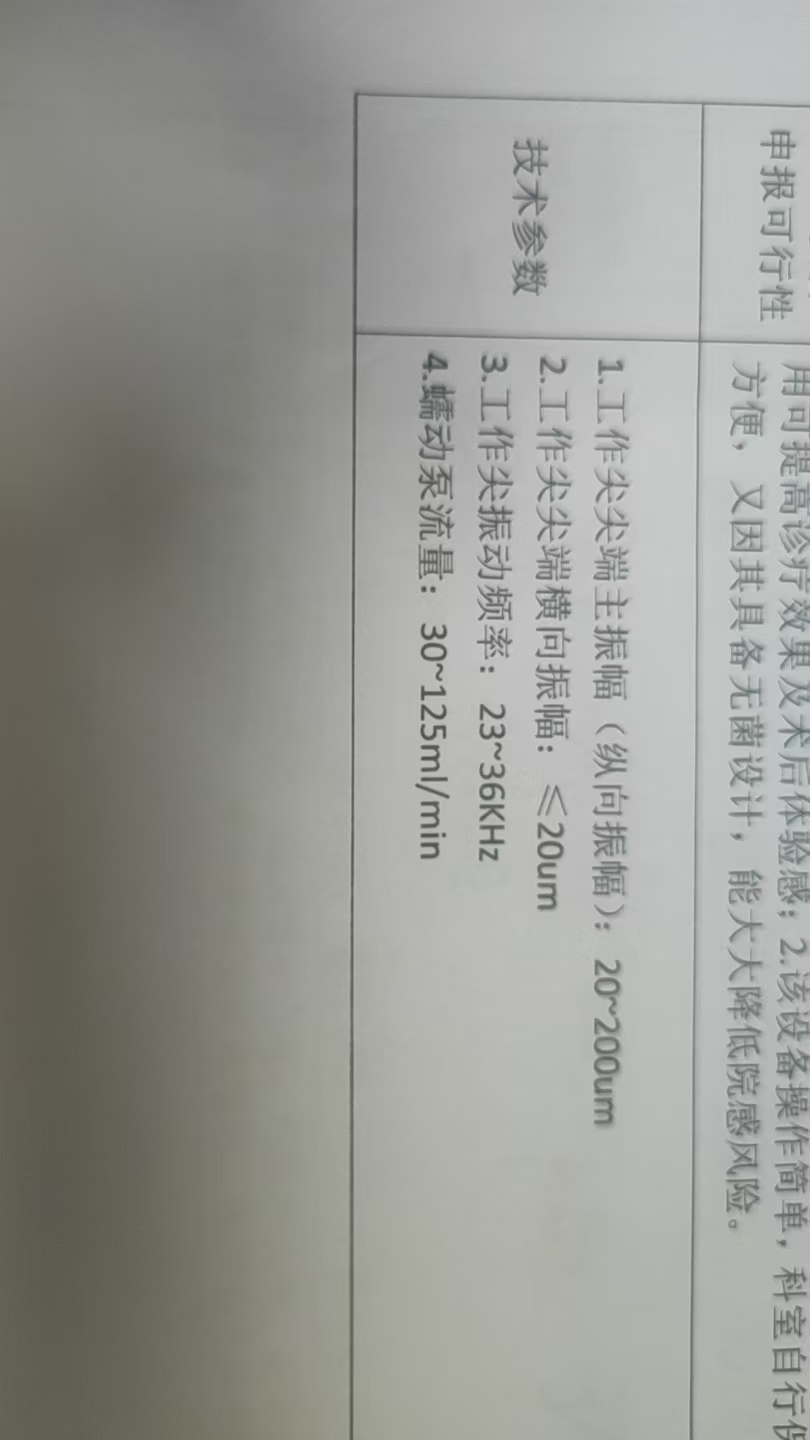 申报可行性
用可提高诊疗效果及术后体验感；2.该设备操作简单，科室自行
方便，又因其具备无菌设计，能大大降低院感风险。
技术参数
1.工作尖尖端主振幅（纵向振幅）：20~200um
2.工作尖尖端横向振幅：≤20um
3.工作尖振动频率：23~36KHz
4.蠕动泵流量：30~125ml/min